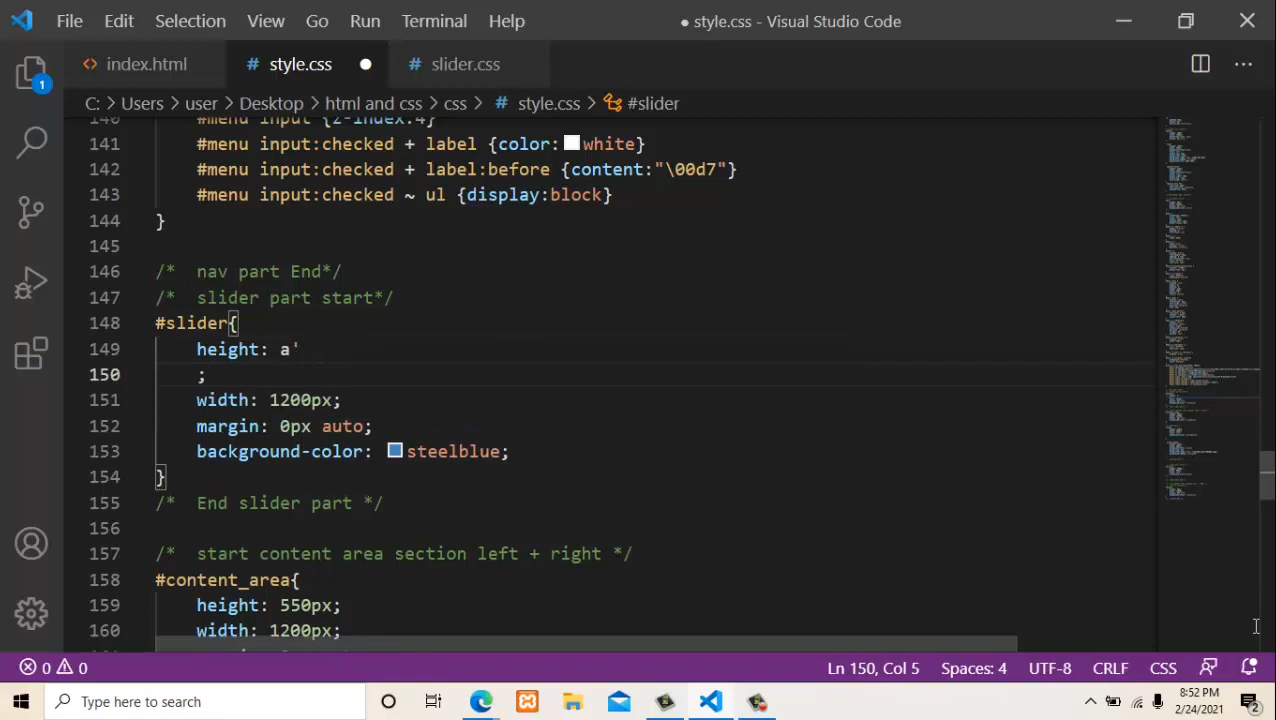 File Edit Selection View Go Run Terminal Help ● style.css - Visual Studio Code
<> index.html # style.css ● # slider.css
1
C: > Users > user > Desktop > html and css > css > # style.css > #slider
140 #menu input {z-index:4}
141 #menu input:checked + label {color: white}
142 #menu input:checked + label:before {content:"\00d7"}
143 #menu input:checked ~ ul {display:block}
144 }
145
146 /* nav part End*/
147 /* slider part start*/
148 #slider{
149 height: a'
150 ;
151 width: 1200px;
152 margin: 0px auto;
153 background-color: steelblue;
154 }
155 /* End slider part */
156
157 /* start content area section left + right */
158 #content_area{
159 height: 550px;
160 width: 1200px;
0 0 Ln 150, Col 5 Spaces: 4 UTF-8 CRLF CSS
Type here to search 8:52 PM
2/24/2021 2